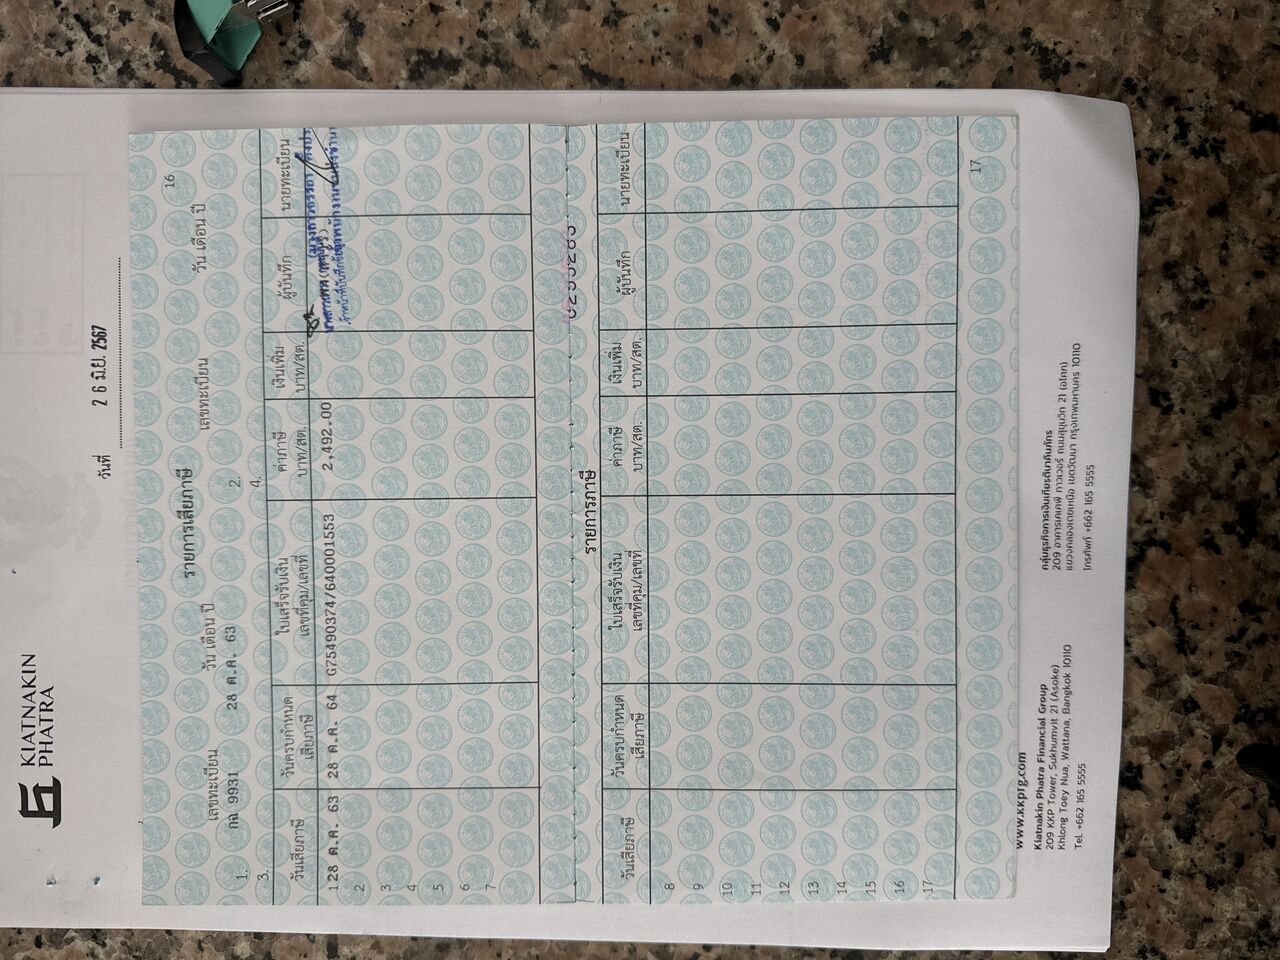 KIATNAKIN
PHATRA
วันที่ 26 มิ.ย. 2567
16
รายการเสียภาษี
เลขทะเบียน วัน เดือน ปี เลขทะเบียน วัน เดือน ปี
1. กฉ 9931 28 ต.ค. 63 2.
3. 4.
วันเสียภาษี วันครบกำหนดเสียภาษี ใบเสร็จรับเงิน เลขที่คุม/เลขที่ ค่าภาษี บาท/สต. เงินเพิ่ม บาท/สต. ผู้บันทึก นายทะเบียน
1 28 ต.ค. 63 28 ต.ค. 64 G75490374/640001553 2,492.00
2
3
4
5
6
7
รายการภาษี
วันเสียภาษี วันครบกำหนดเสียภาษี ใบเสร็จรับเงิน เลขที่คุม/เลขที่ ค่าภาษี บาท/สต. เงินเพิ่ม บาท/สต. ผู้บันทึก นายทะเบียน
8
9
10
11
12
13
14
15
16
17
17
www.kkpfg.com
Kiatnakin Phatra Financial Group
209 KKP Tower, Sukhumvit 21 (Asoke)
Khlong Toey Nua, Wattana, Bangkok 10110
Tel. +662 165 5555
กลุ่มธุรกิจการเงินเกียรตินาคินภัทร
209 อาคารเคเคพี ทาวเวอร์ ถนนสุขุมวิท 21 (อโศก)
แขวงคลองเตยเหนือ เขตวัฒนา กรุงเทพมหานคร 10110
โทรศัพท์ +662 165 5555